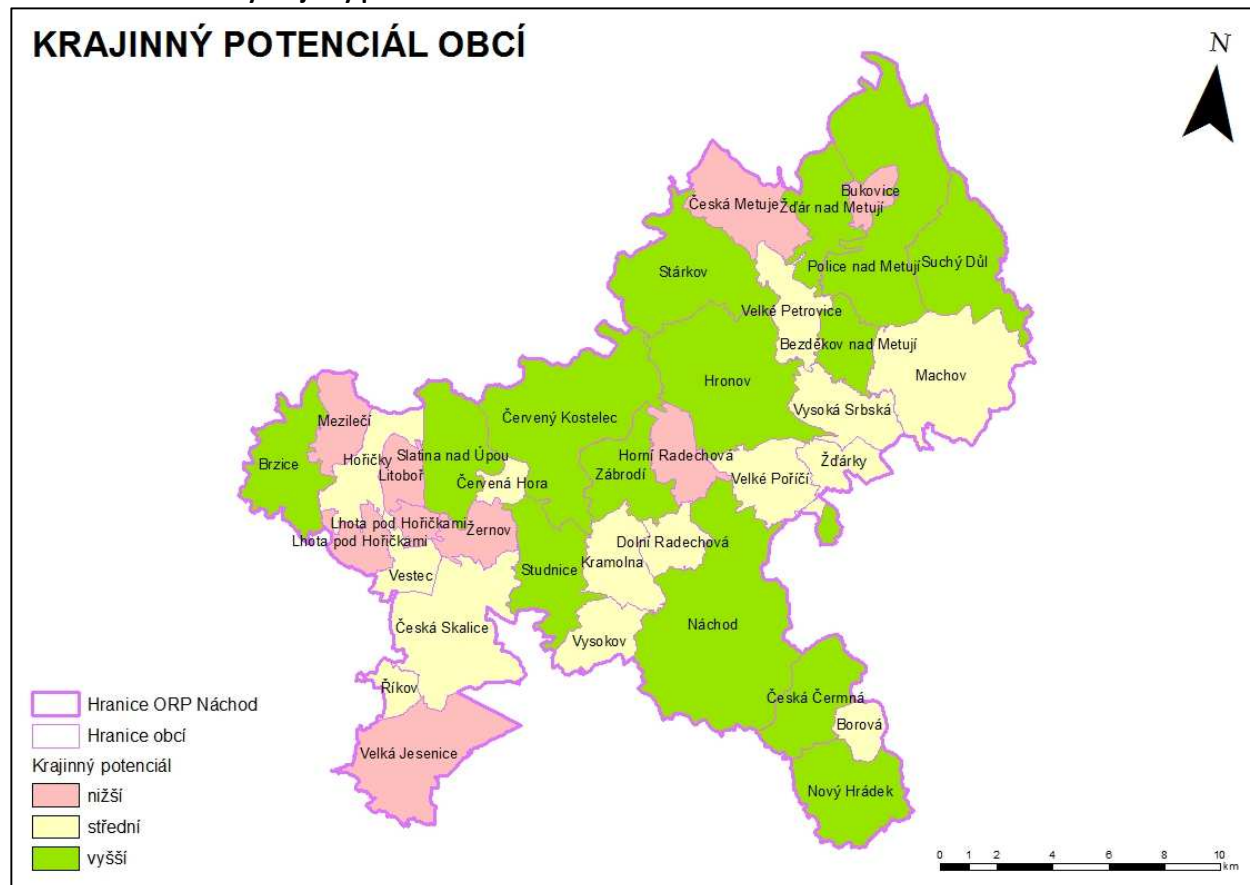 KRAJINNÝ POTENCIÁL OBCÍ
N
Bukovice
Česká Metuje
Žďár nad Metují
Police nad Metují
Suchý Důl
Stárkov
Velké Petrovice
Bezděkov nad Metují
Machov
Hronov
Vysoká Srbská
Mezilečí
Červený Kostelec
Brzice
Hořičky
Slatina nad Úpou
Horní Radechová
Žďárky
Litoboř
Zábrodí
Velké Poříčí
Červená Hora
Lhota pod Hořičkami
Lhota pod Hořičkami
Žernov
Dolní Radechová
Kramolna
Studnice
Vestec
Česká Skalice
Náchod
Vysokov
Říkov
Česká Čermná
Borová
Velká Jesenice
Nový Hrádek
Hranice ORP Náchod
Hranice obcí
Krajinný potenciál
nižší
střední
vyšší
0 1 2 4 6 8 10
km